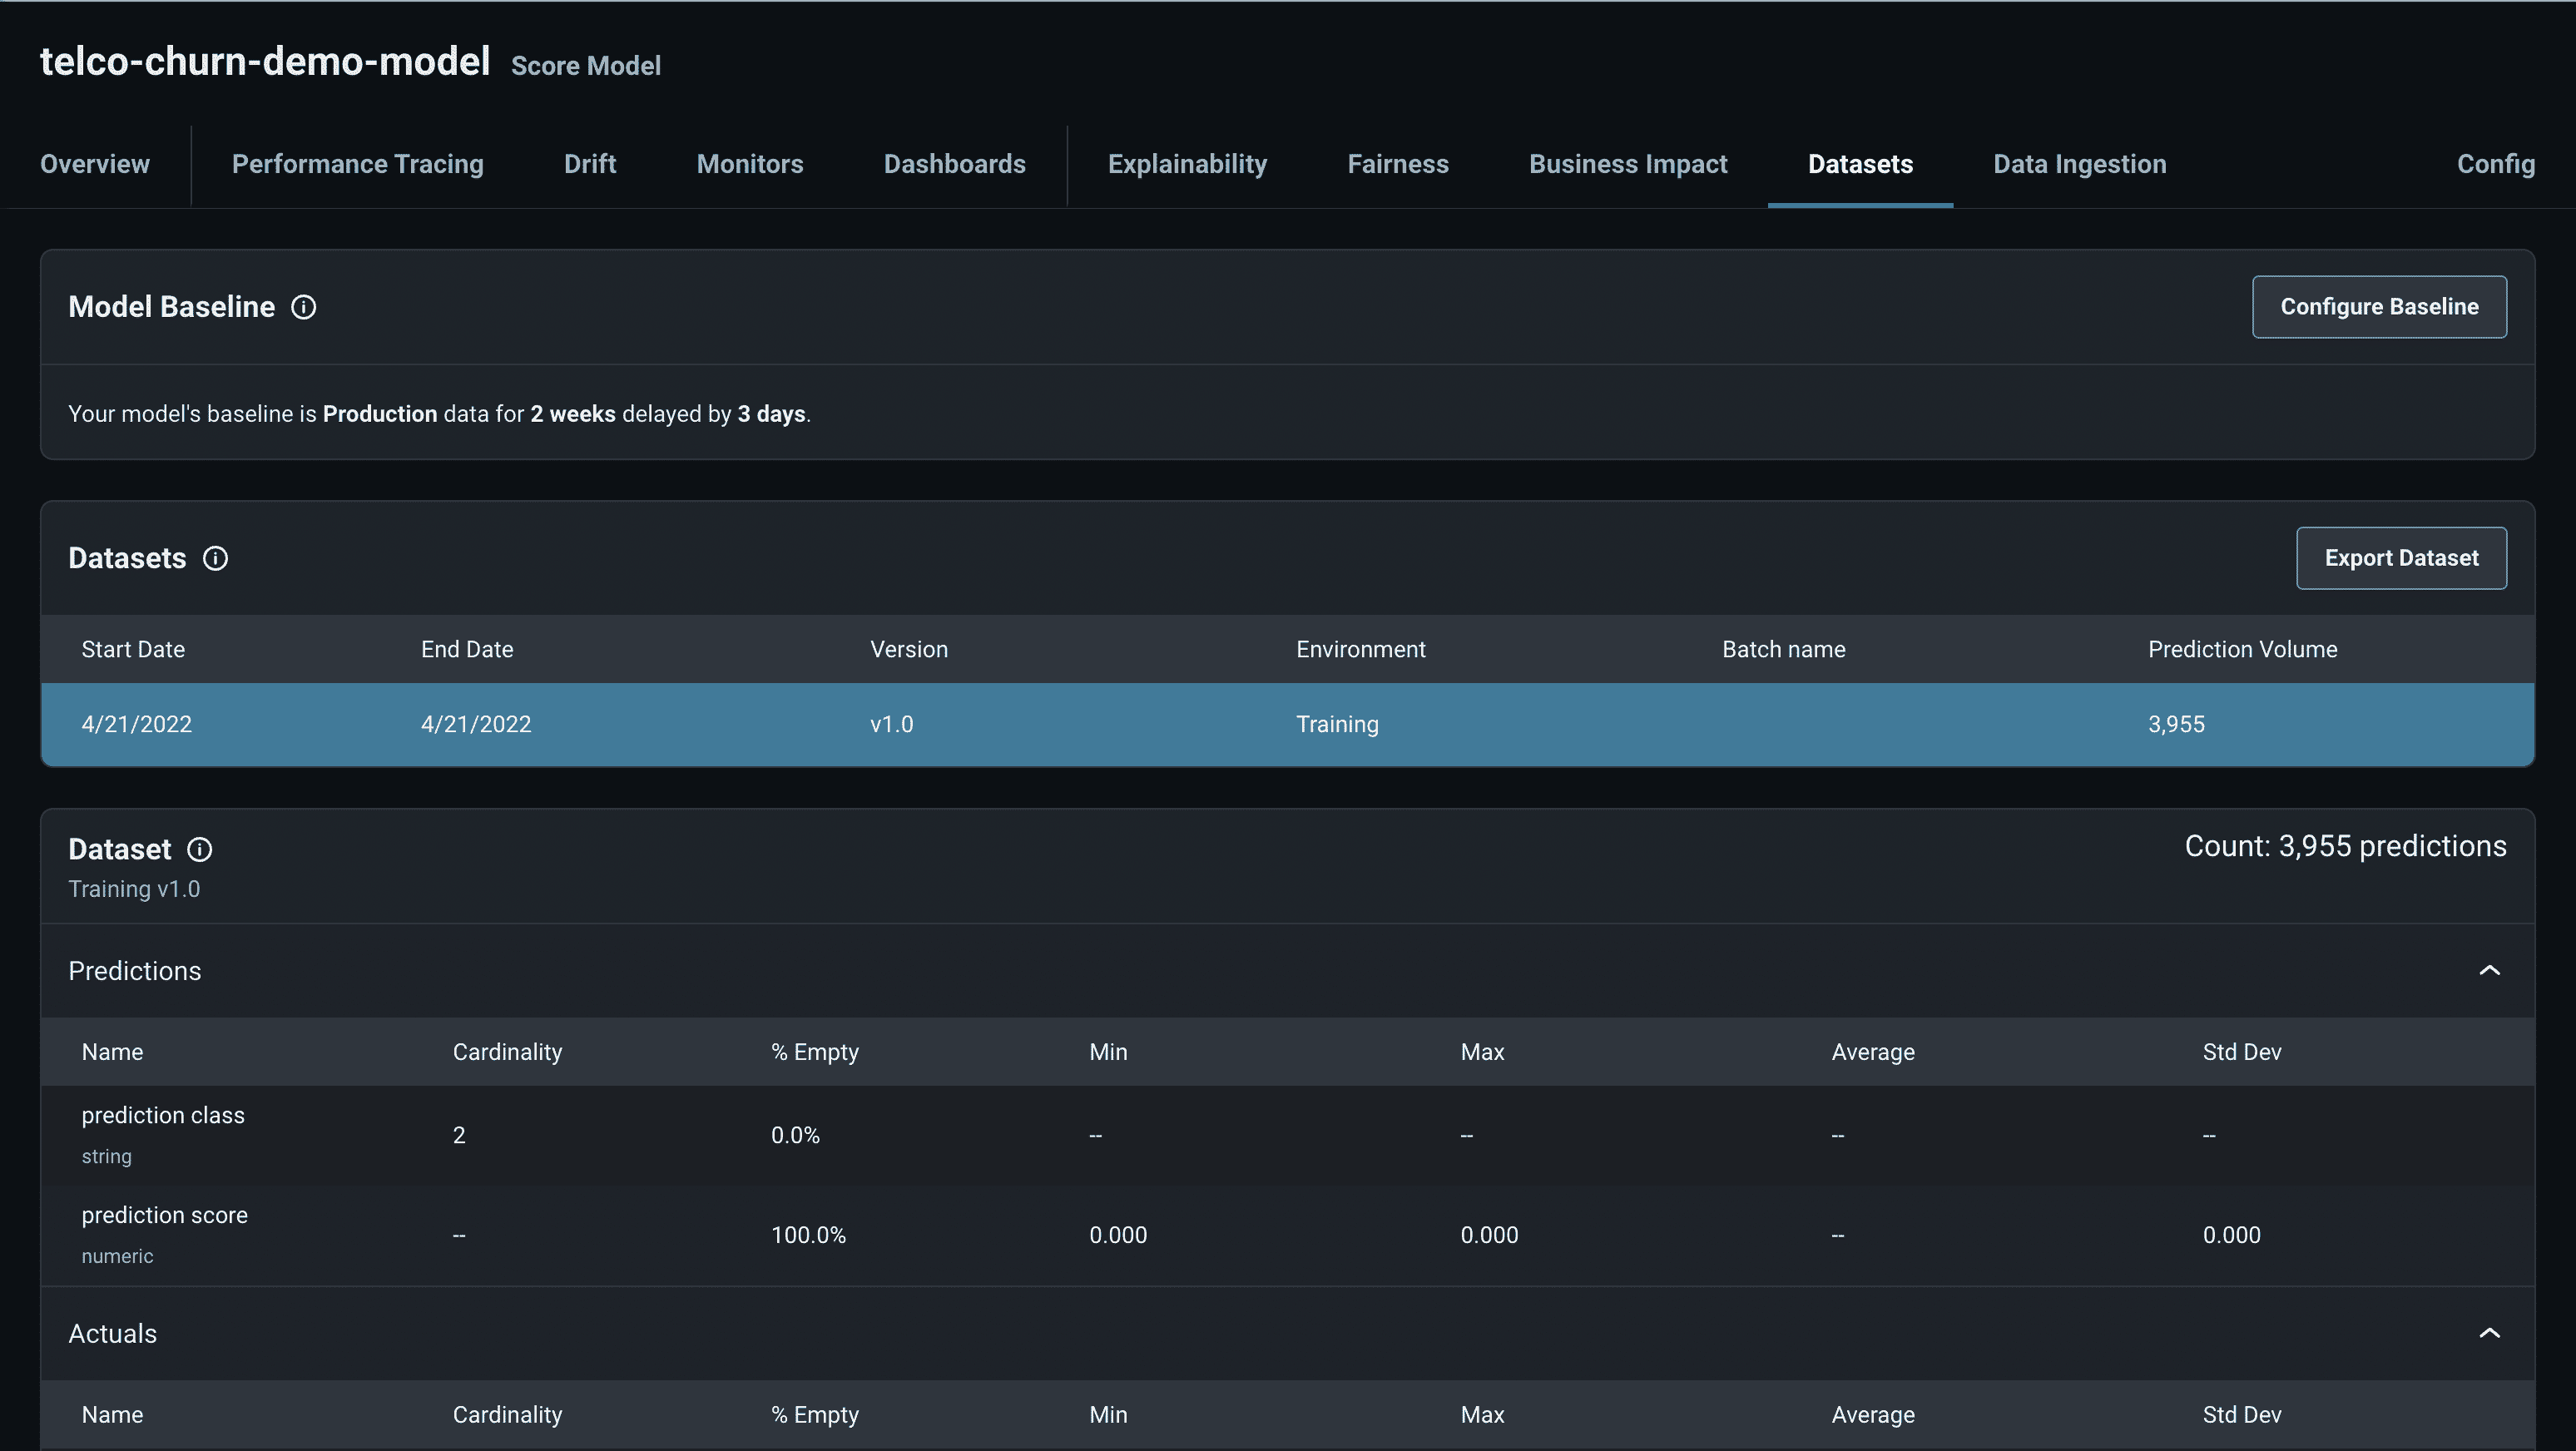 telco-churn-demo-model Score Model
Overview Performance Tracing Drift Monitors Dashboards Explainability Fairness Business Impact Datasets Data Ingestion Config
Model Baseline Configure Baseline
Your model's baseline is Production data for 2 weeks delayed by 3 days.
Datasets Export Dataset
Start Date End Date Version Environment Batch name Prediction Volume
4/21/2022 4/21/2022 v1.0 Training 3,955
Dataset Count: 3,955 predictions
Training v1.0
Predictions
Name Cardinality % Empty Min Max Average Std Dev
prediction class
string 2 0.0% -- -- -- --
prediction score
numeric -- 100.0% 0.000 0.000 -- 0.000
Actuals
Name Cardinality % Empty Min Max Average Std Dev